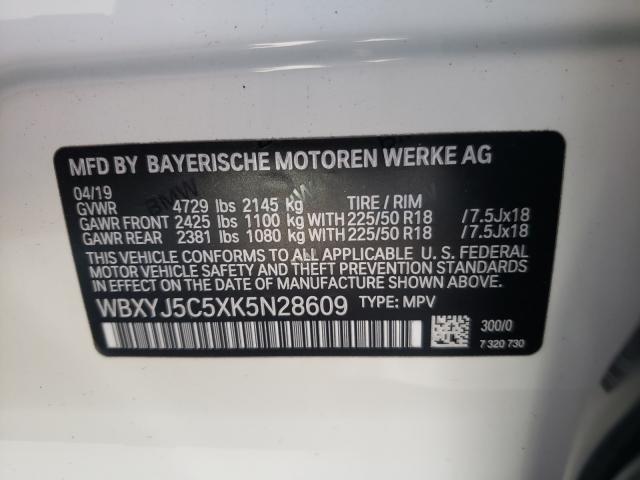 MFD BY BAYERISCHE MOTOREN WERKE AG
04/19
GVWR 4729 lbs 2145 kg TIRE / RIM
GAWR FRONT 2425 lbs 1100 kg WITH 225/50 R18 /7.5Jx18
GAWR REAR 2381 lbs 1080 kg WITH 225/50 R18 /7.5Jx18
THIS VEHICLE CONFORMS TO ALL APPLICABLE U. S. FEDERAL
MOTOR VEHICLE SAFETY AND THEFT PREVENTION STANDARDS
IN EFFECT ON THE DATE OF MANUFACTURE SHOWN ABOVE.
WBXYJ5C5XK5N28609 TYPE: MPV
300/0
7 320 730